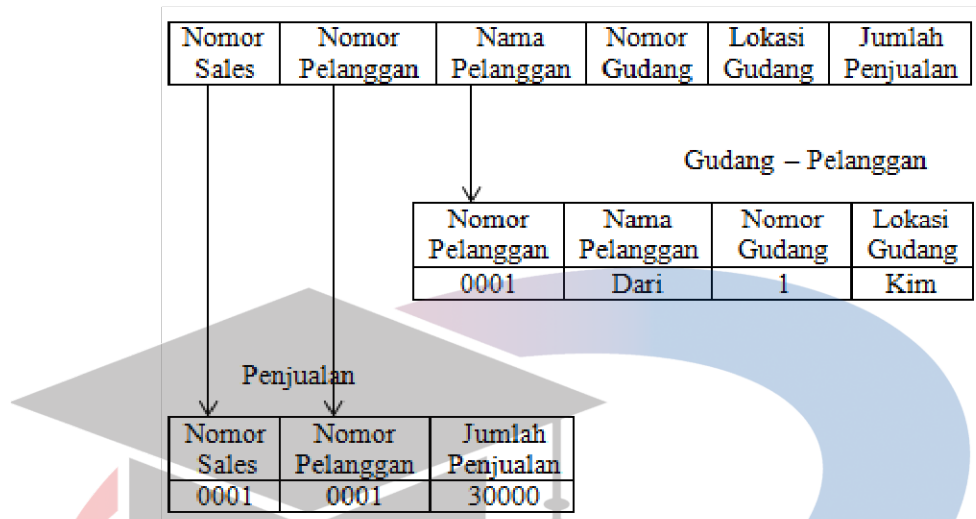 Nomor Nomor Nama Nomor Lokasi Jumlah
Sales Pelanggan Pelanggan Gudang Gudang Penjualan
Gudang – Pelanggan
Nomor Nama Nomor Lokasi
Pelanggan Pelanggan Gudang Gudang
0001 Dari 1 Kim
Penjualan
Nomor Nomor Jumlah
Sales Pelanggan Penjualan
0001 0001 30000